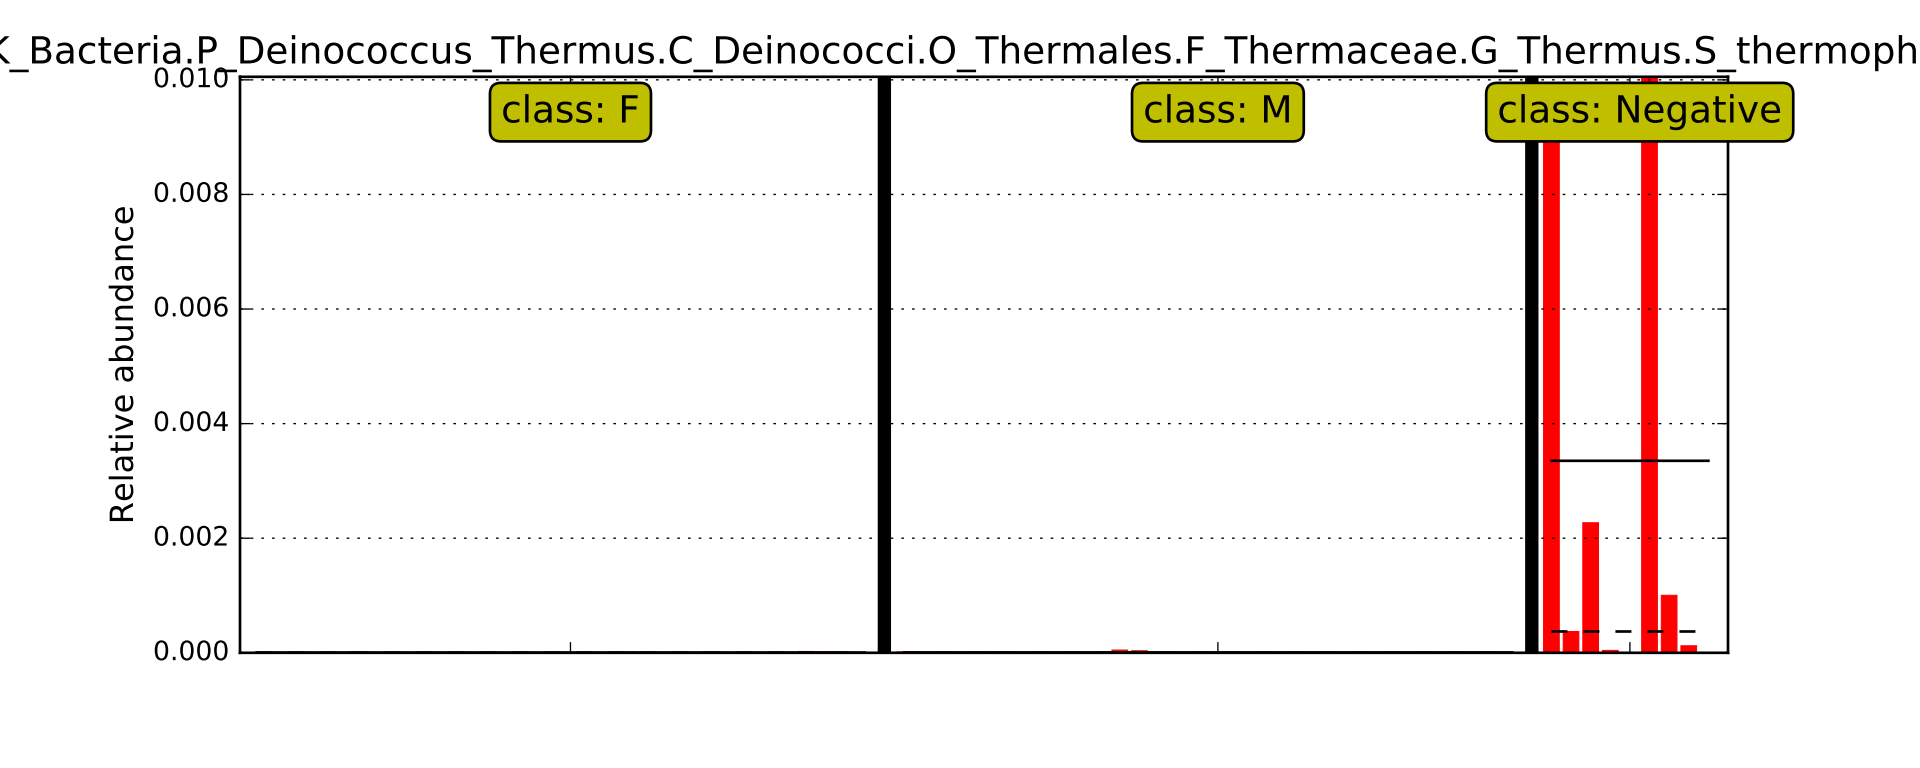 K_Bacteria.P_Deinococcus_Thermus.C_Deinococci.O_Thermales.F_Thermaceae.G_Thermus.S_thermoph
class: F
class: M
class: Negative
Relative abundance
0.010
0.008
0.006
0.004
0.002
0.000